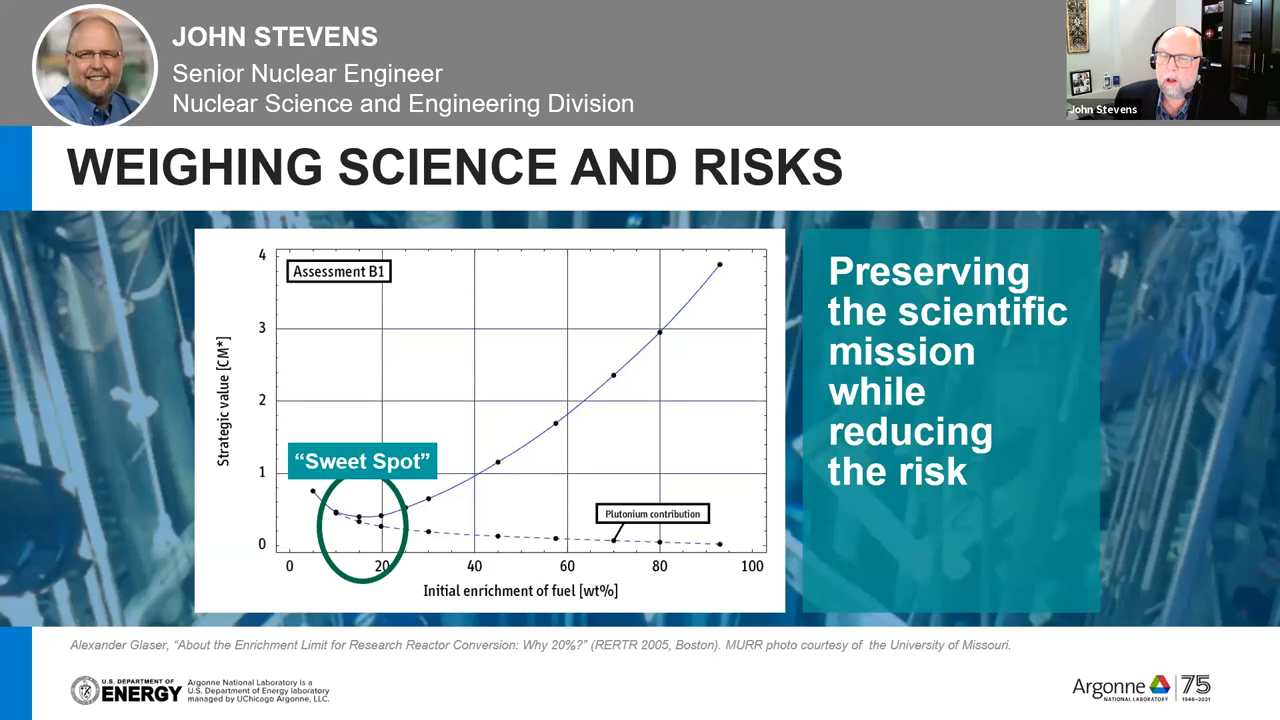 JOHN STEVENS
Senior Nuclear Engineer
Nuclear Science and Engineering Division
John Stevens
WEIGHING SCIENCE AND RISKS
Assessment B1
4
3
2
1
0
Strategic value [CM*]
"Sweet Spot"
Plutonium contribution
0 20 40 60 80 100
Initial enrichment of fuel [wt%]
Preserving
the scientific
mission
while
reducing
the risk
Alexander Glaser, "About the Enrichment Limit for Research Reactor Conversion: Why 20%?" (RERTR 2005, Boston). MURR photo courtesy of the University of Missouri.
U.S. DEPARTMENT OF
ENERGY
Argonne National Laboratory is a
U.S. Department of Energy laboratory
managed by UChicago Argonne, LLC.
Argonne
NATIONAL LABORATORY
75
1946–2021